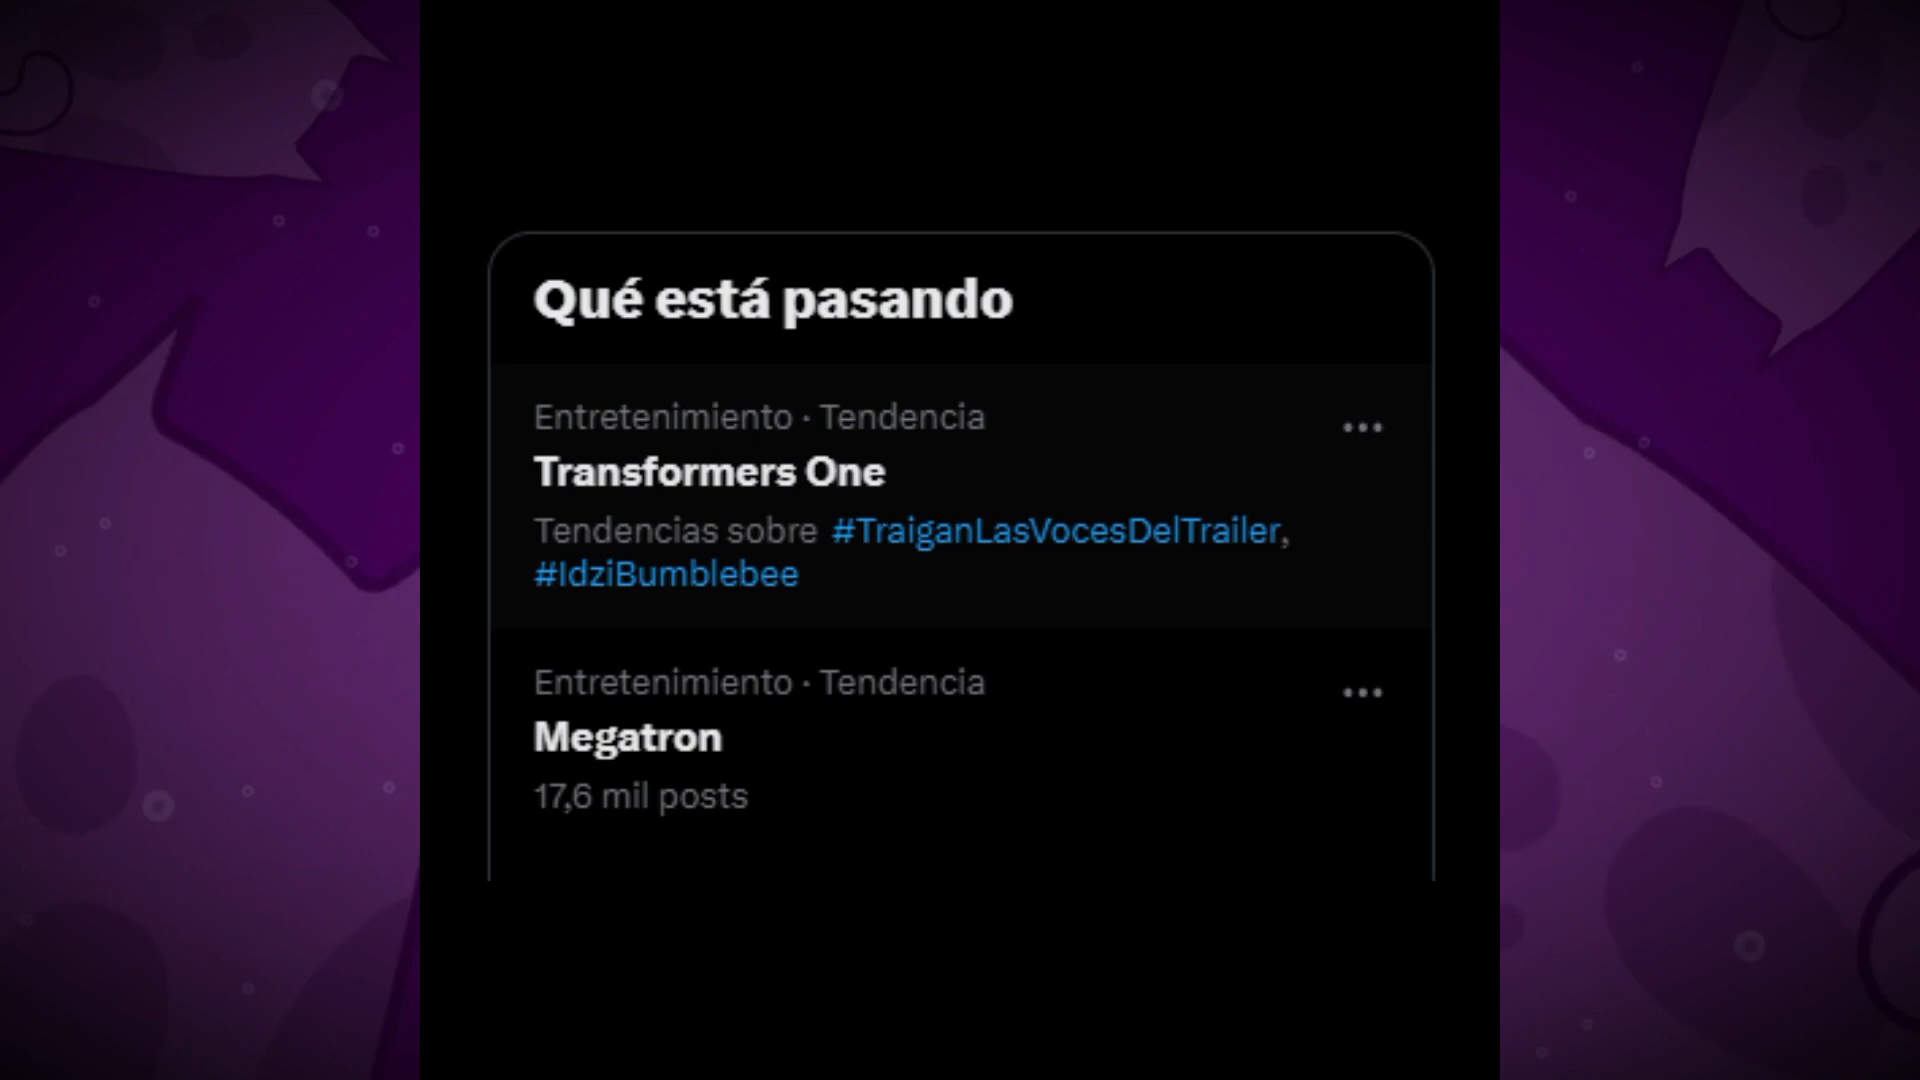 Qué está pasando
Entretenimiento · Tendencia
Transformers One
Tendencias sobre #TraiganLasVocesDelTrailer,
#IdziBumblebee
Entretenimiento · Tendencia
Megatron
17,6 mil posts